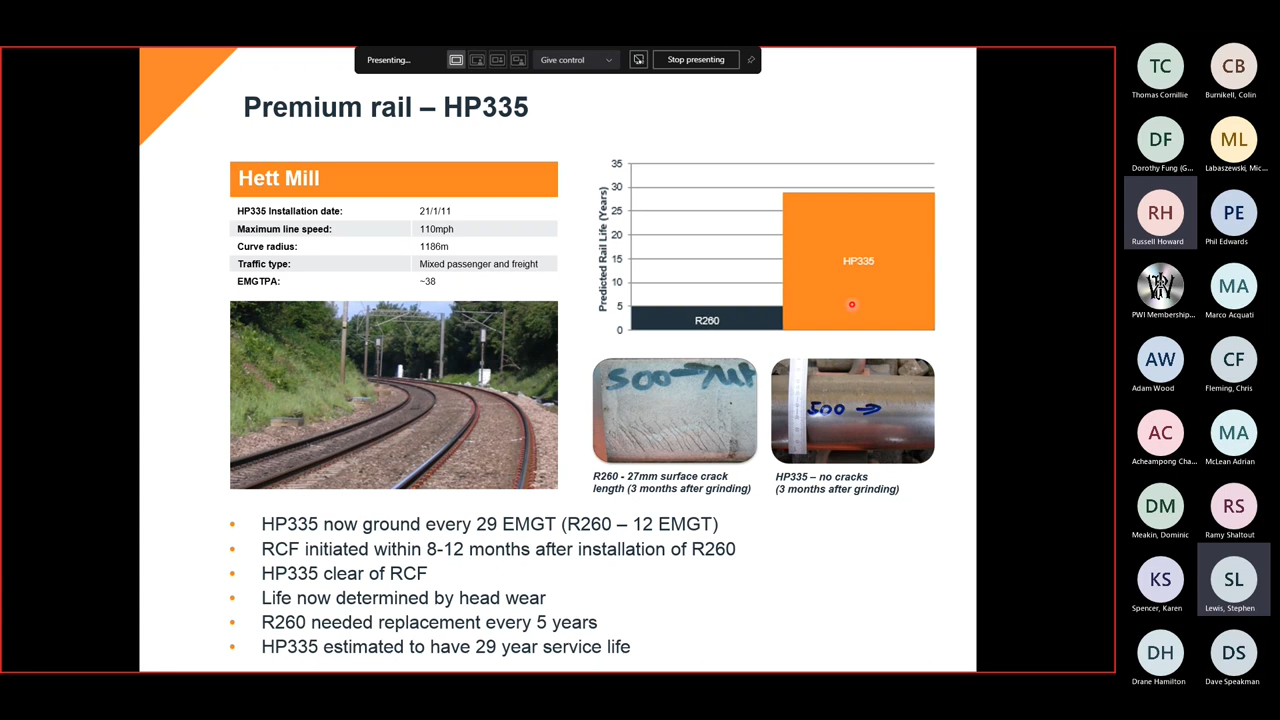 Presenting...
Give control
Stop presenting
Premium rail – HP335
Hett Mill
HP335 Installation date: 21/1/11
Maximum line speed: 110mph
Curve radius: 1186m
Traffic type: Mixed passenger and freight
EMGTPA: ~38
Predicted Rail Life (Years)
35
30
25
20
15
10
5
0
HP335
R260
500
500
R260 - 27mm surface crack
length (3 months after grinding)
HP335 – no cracks
(3 months after grinding)
• HP335 now ground every 29 EMGT (R260 – 12 EMGT)
• RCF initiated within 8-12 months after installation of R260
• HP335 clear of RCF
• Life now determined by head wear
• R260 needed replacement every 5 years
• HP335 estimated to have 29 year service life
TC
Thomas Cornillie
CB
Burnikell, Colin
DF
Dorothy Fung (G...
ML
Labaszewski, Mic...
RH
Russell Howard
PE
Phil Edwards
PWI Membership...
MA
Marco Acquati
AW
Adam Wood
CF
Fleming, Chris
AC
Acheampong Cha...
MA
McLean Adrian
DM
Meakin, Dominic
RS
Ramy Shaltout
KS
Spencer, Karen
SL
Lewis, Stephen
DH
Drane Hamilton
DS
Dave Speakman